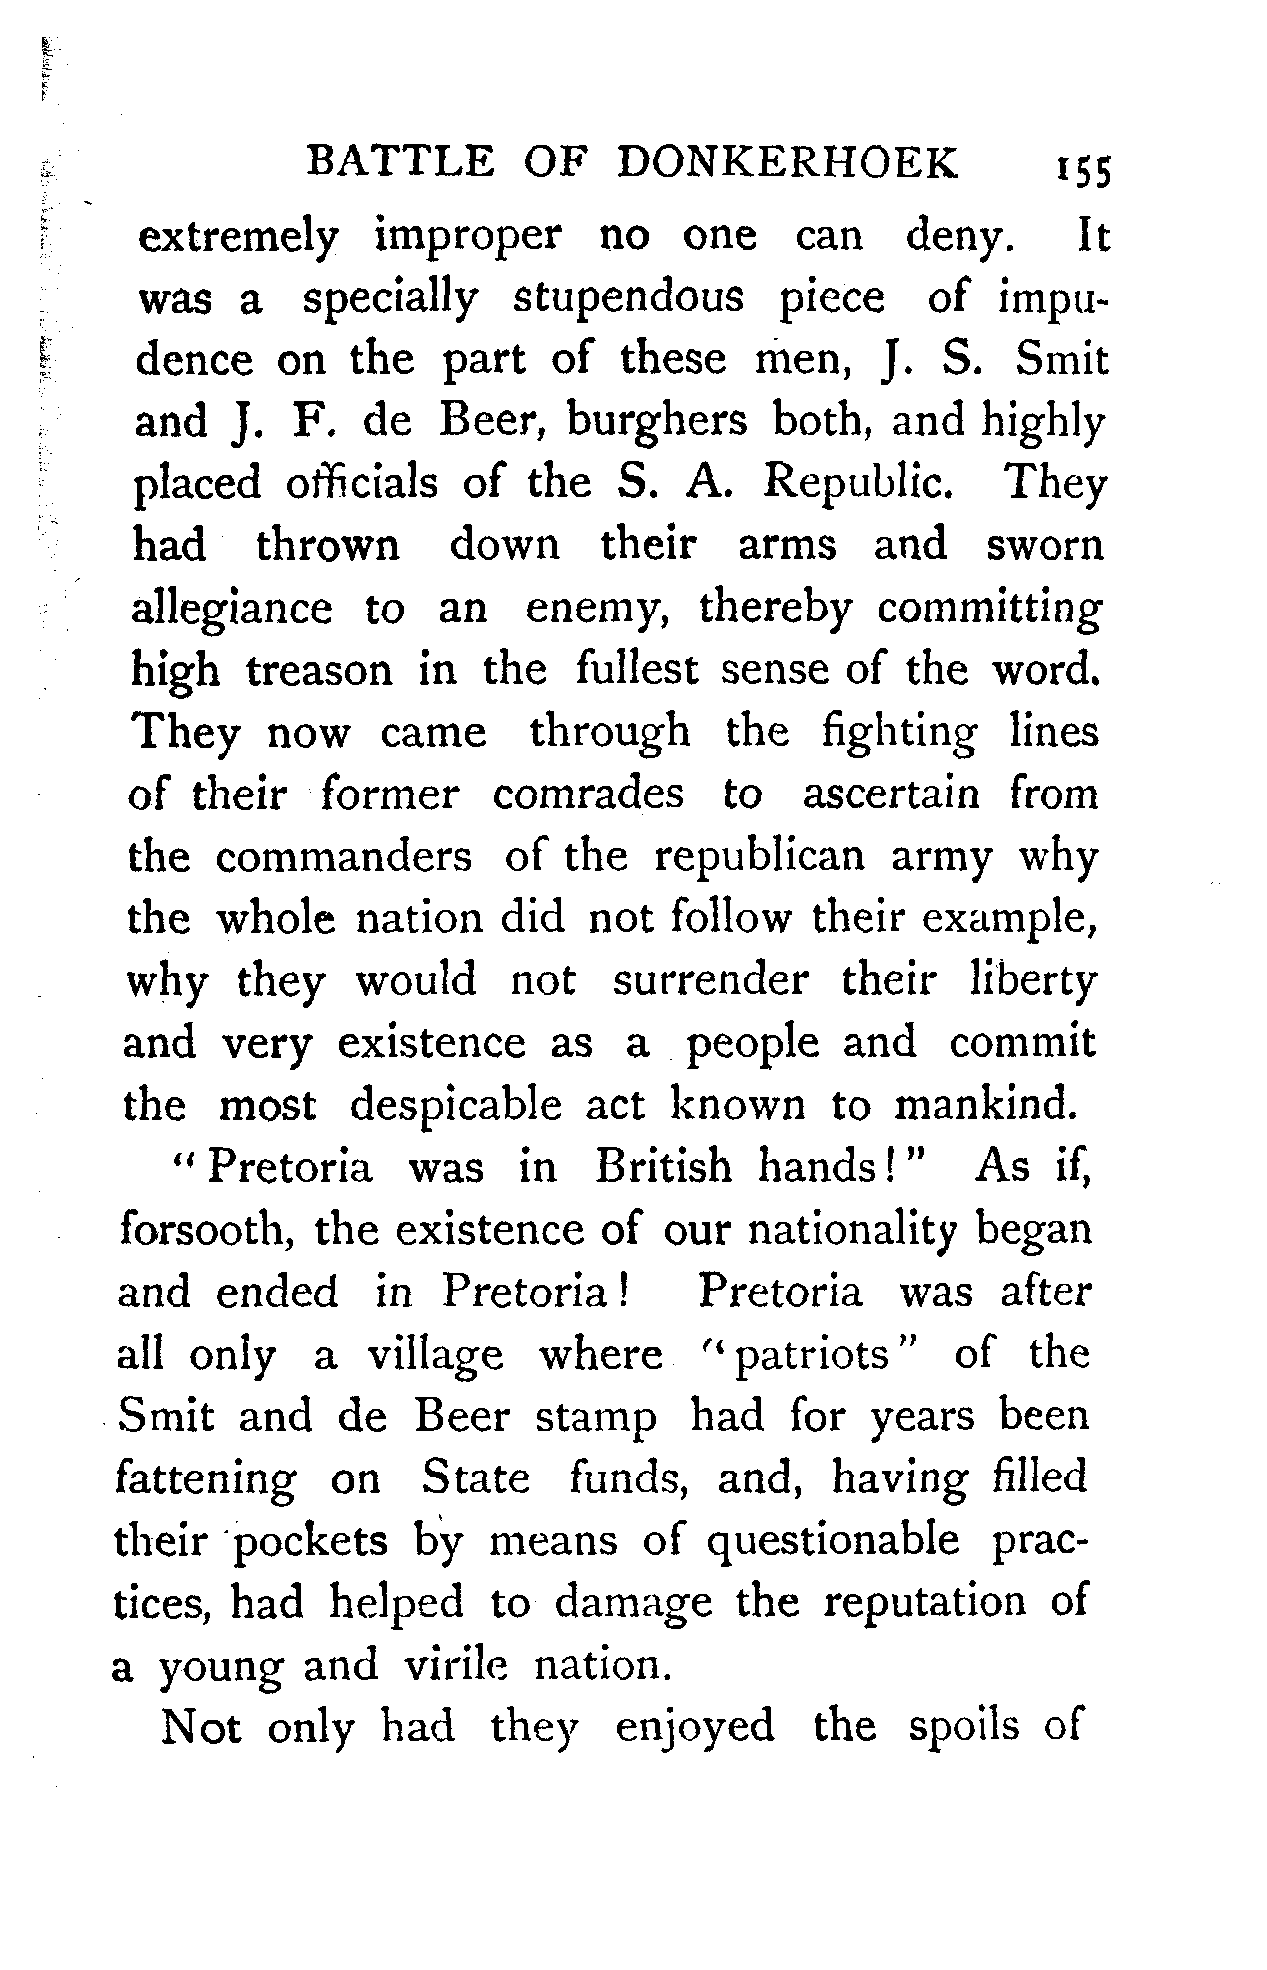 BATTLE OF DONKERHOEK 155
extremely improper no one can deny. It
was a specially stupendous piece of impu-
dence on the part of these men, J. S. Smit
and J. F. de Beer, burghers both, and highly
placed officials of the S. A. Republic. They
had thrown down their arms and sworn
allegiance to an enemy, thereby committing
high treason in the fullest sense of the word.
They now came through the fighting lines
of their former comrades to ascertain from
the commanders of the republican army why
the whole nation did not follow their example,
why they would not surrender their liberty
and very existence as a people and commit
the most despicable act known to mankind.
“ Pretoria was in British hands ! ” As if,
forsooth, the existence of our nationality began
and ended in Pretoria ! Pretoria was after
all only a village where “ patriots ” of the
Smit and de Beer stamp had for years been
fattening on State funds, and, having filled
their pockets by means of questionable prac-
tices, had helped to damage the reputation of
a young and virile nation.
Not only had they enjoyed the spoils of